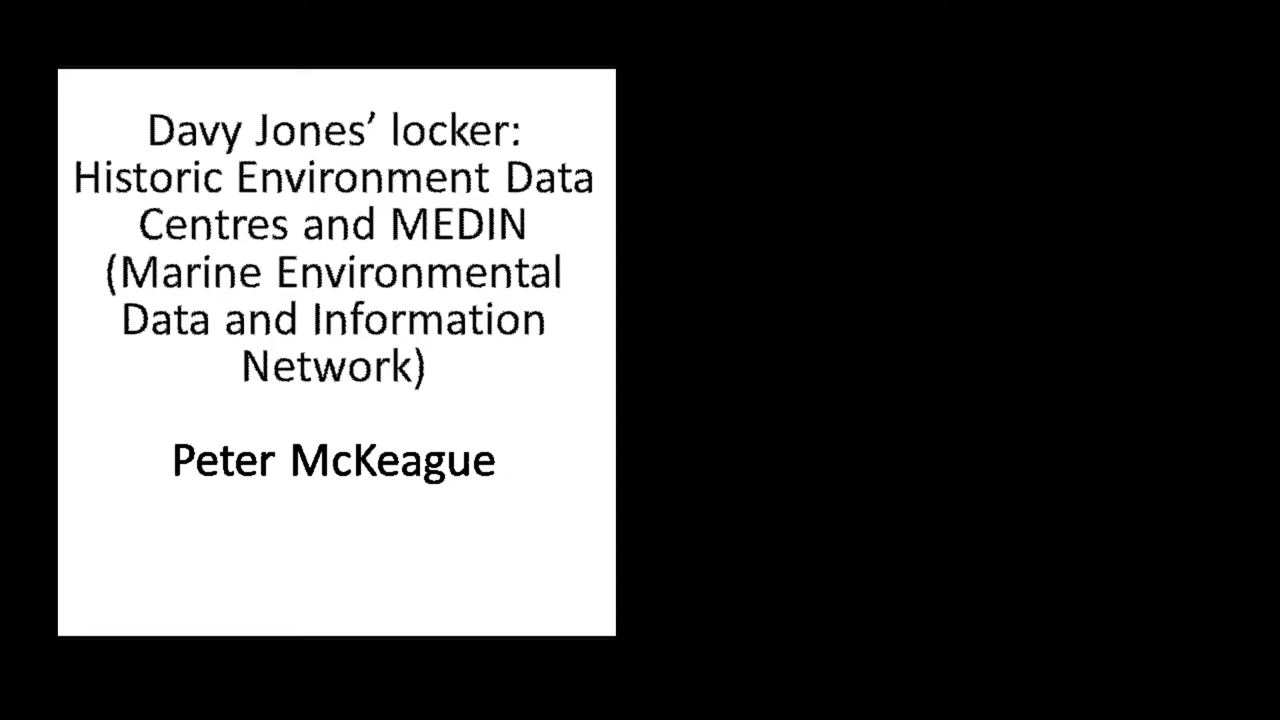 Davy Jones’ locker:
Historic Environment Data
Centres and MEDIN
(Marine Environmental
Data and Information
Network)
Peter McKeague